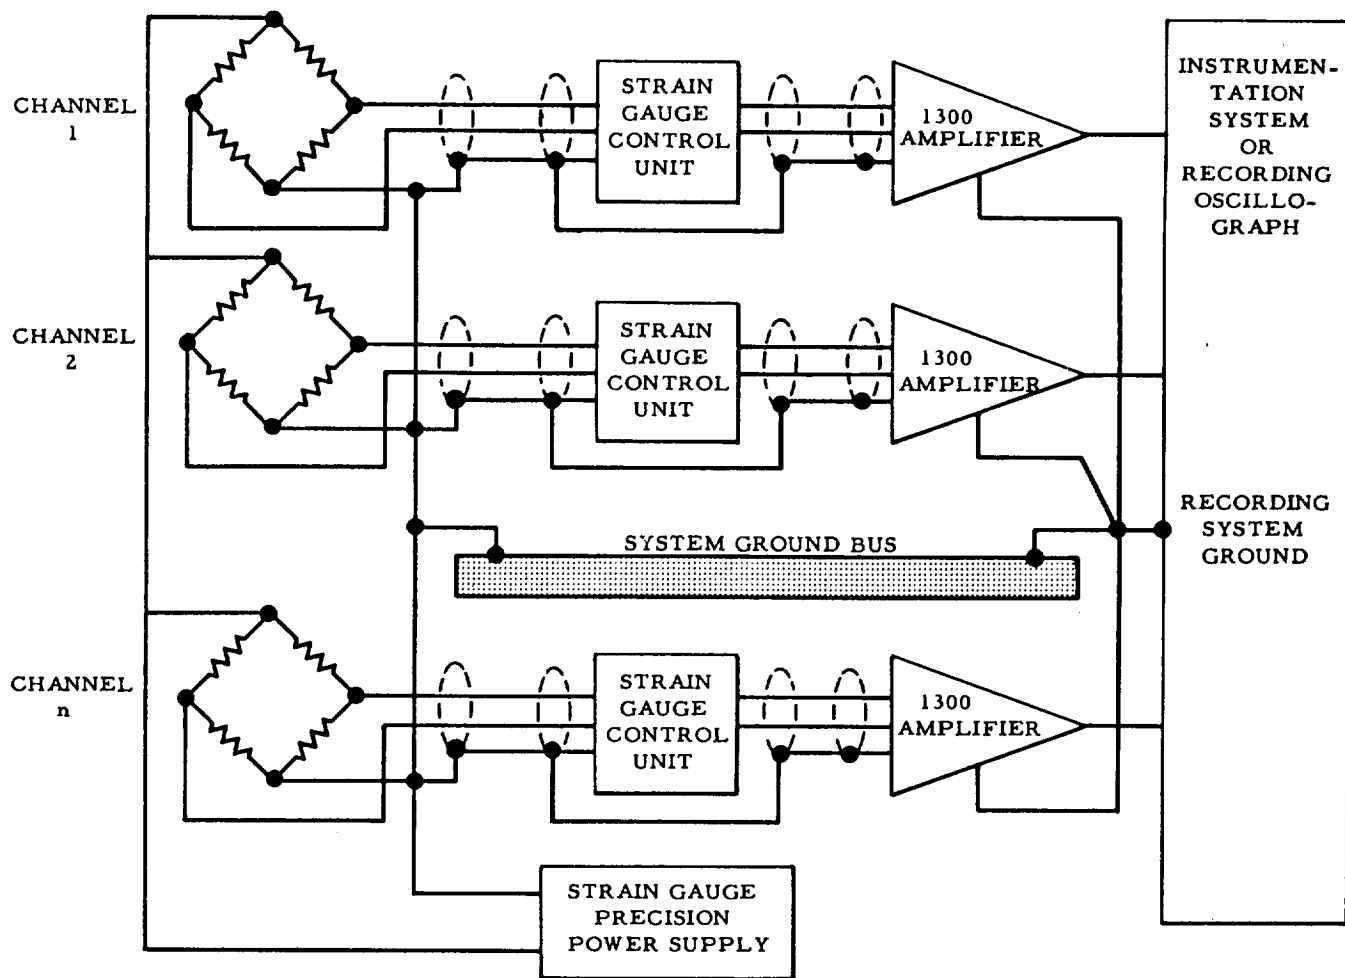 CHANNEL
1
STRAIN
GAUGE
CONTROL
UNIT
1300
AMPLIFIER
INSTRUMEN-
TATION
SYSTEM
OR
RECORDING
OSCILLO-
GRAPH
CHANNEL
2
STRAIN
GAUGE
CONTROL
UNIT
1300
AMPLIFIER
SYSTEM GROUND BUS
RECORDING
SYSTEM
GROUND
CHANNEL
n
STRAIN
GAUGE
CONTROL
UNIT
1300
AMPLIFIER
STRAIN GAUGE
PRECISION
POWER SUPPLY